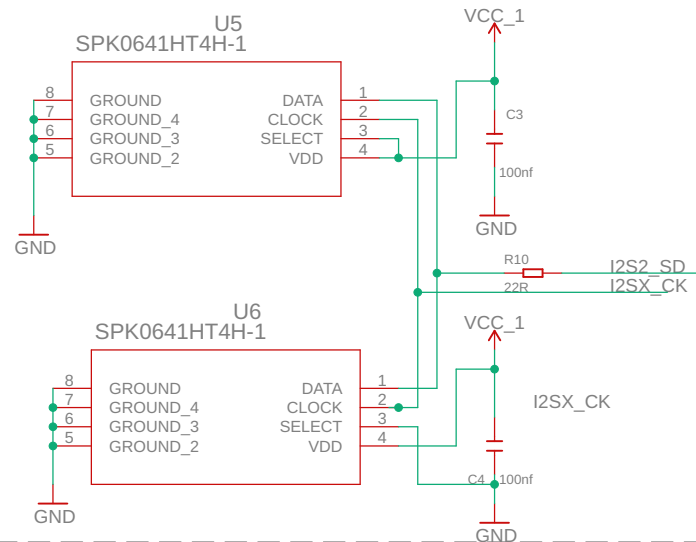 U5
SPK0641HT4H-1
8 GROUND DATA 1
7 GROUND_4 CLOCK 2
6 GROUND_3 SELECT 3
5 GROUND_2 VDD 4
GND
VCC_1
C3
100nf
GND
R10
22R
I2S2_SD
I2SX_CK
U6
SPK0641HT4H-1
8 GROUND DATA 1
7 GROUND_4 CLOCK 2
6 GROUND_3 SELECT 3
5 GROUND_2 VDD 4
GND
VCC_1
I2SX_CK
C4 100nf
GND